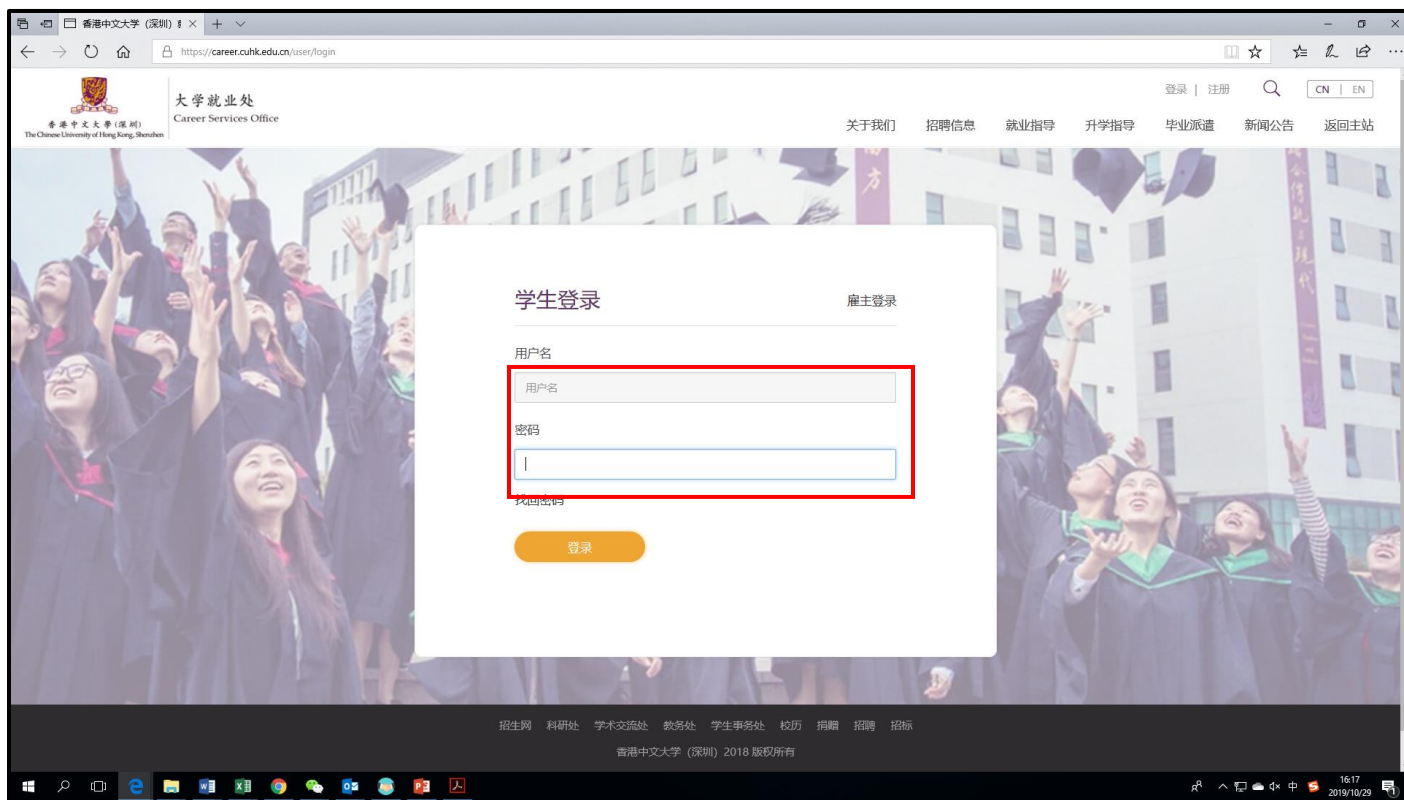 香港中文大学（深圳）
https://career.cuhk.edu.cn/user/login
登录 | 注册
CN | EN
香港中文大學(深圳)
The Chinese University of Hong Kong, Shenzhen
大学就业处
Career Services Office
关于我们 招聘信息 就业指导 升学指导 毕业派遣 新闻公告 返回主站
学生登录
雇主登录
用户名
用户名
密码
找回密码
登录
招生网 科研处 学术交流处 教务处 学生事务处 校历 捐赠 招聘 招标
香港中文大学（深圳）2018 版权所有
中
16:17
2019/10/29